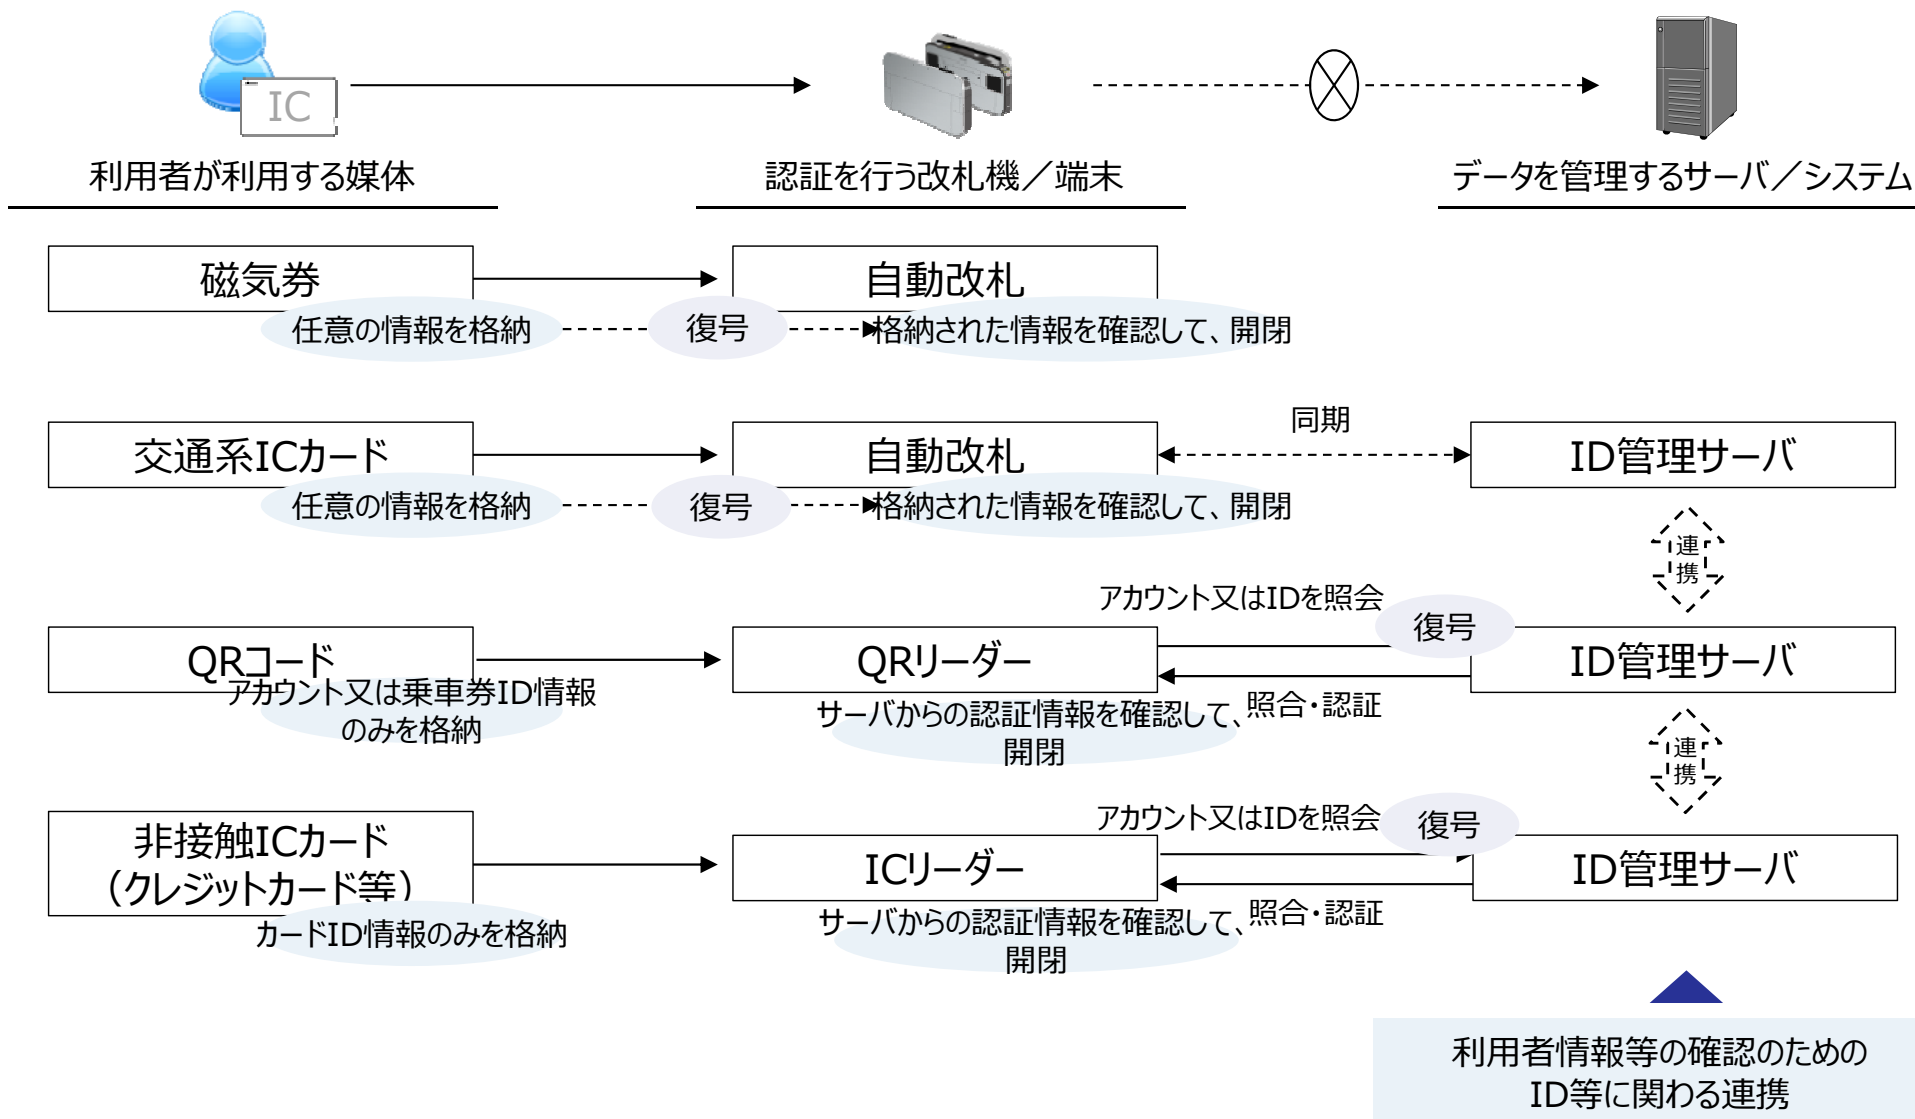 IC
利用者が利用する媒体
認証を行う改札機／端末
データを管理するサーバ／システム
磁気券
自動改札
任意の情報を格納
復号
格納された情報を確認して、開閉
同期
交通系ICカード
自動改札
ID管理サーバ
任意の情報を格納
復号
格納された情報を確認して、開閉
連
携
アカウント又はIDを照会
復号
QRコード
QRリーダー
ID管理サーバ
アカウント又は乗車券ID情報
のみを格納
サーバからの認証情報を確認して、
開閉
照合・認証
連
携
アカウント又はIDを照会
復号
非接触ICカード
（クレジットカード等）
ICリーダー
ID管理サーバ
カードID情報のみを格納
サーバからの認証情報を確認して、
開閉
照合・認証
利用者情報等の確認のための
ID等に関わる連携